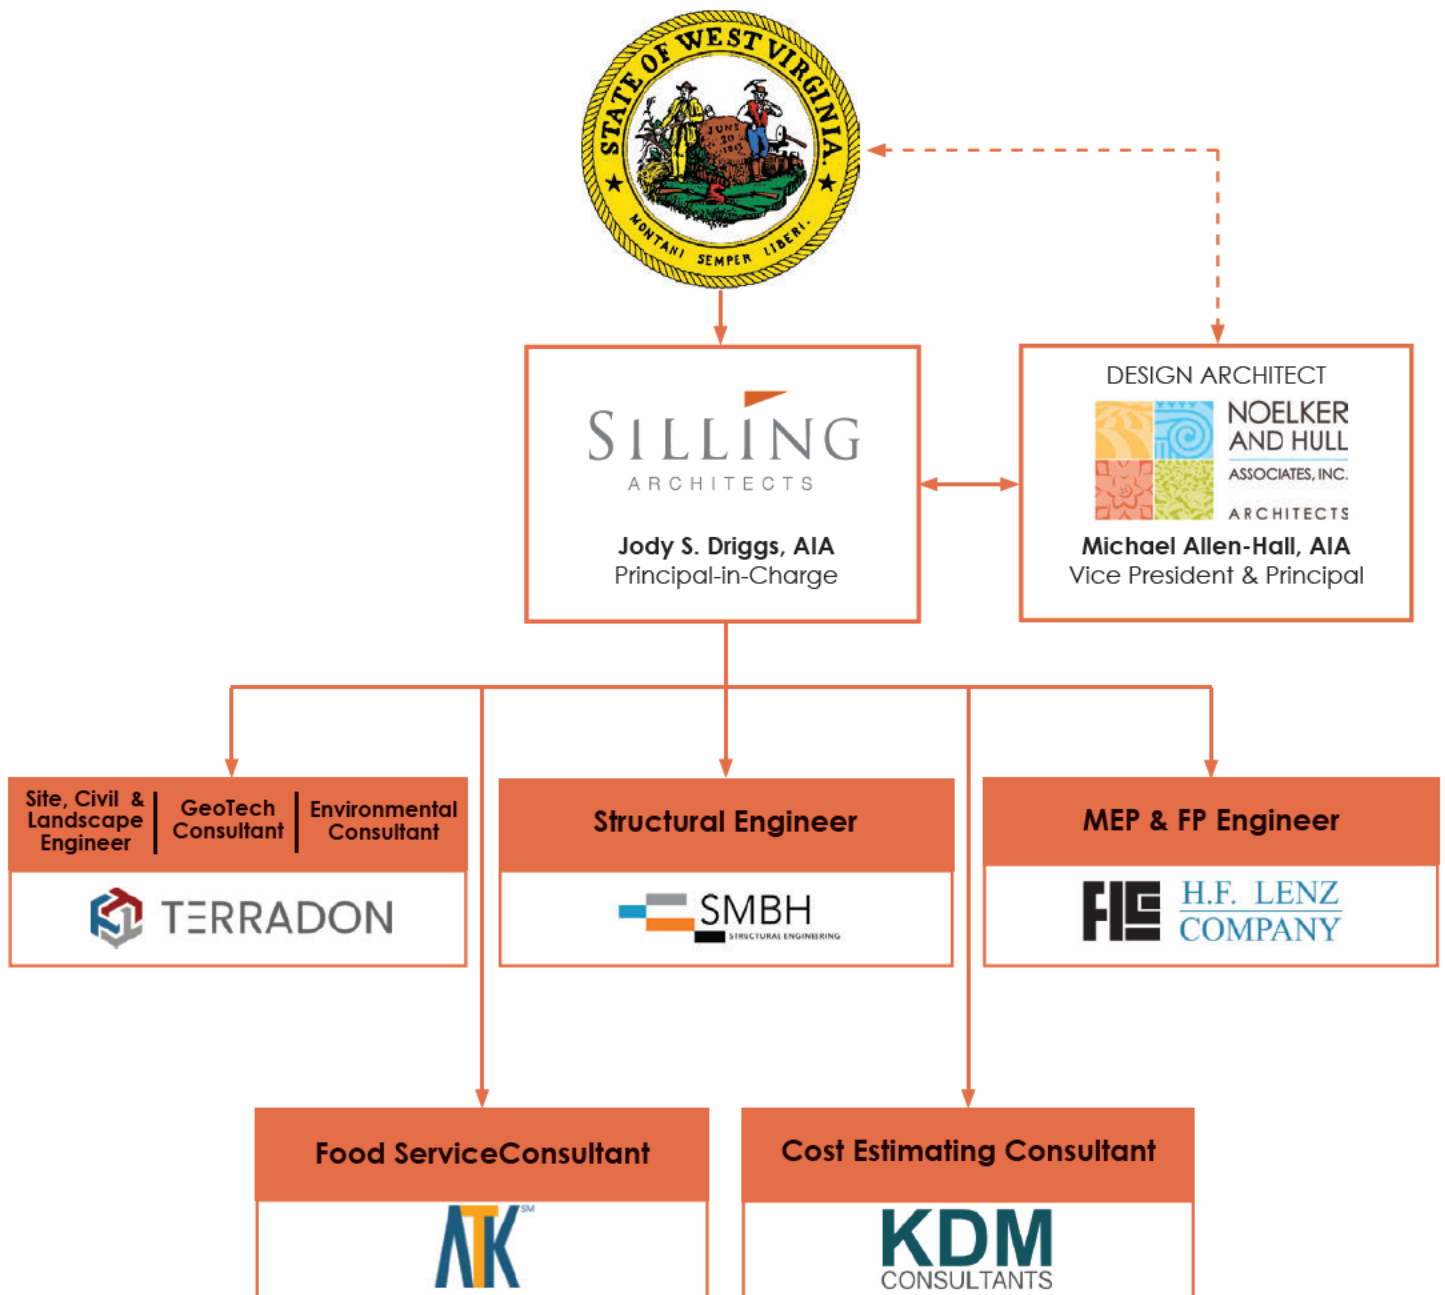 STATE OF WEST VIRGINIA.
JUNE
20
1863
MONTANI SEMPER LIBERI.
SILLING
ARCHITECTS
Jody S. Driggs, AIA
Principal-in-Charge
DESIGN ARCHITECT
NOELKER
AND HULL
ASSOCIATES, INC.
ARCHITECTS
Michael Allen-Hall, AIA
Vice President & Principal
Site, Civil &
Landscape
Engineer
GeoTech
Consultant
Environmental
Consultant
TERRADON
Structural Engineer
SMBH
STRUCTURAL ENGINEERING
MEP & FP Engineer
H.F. LENZ
COMPANY
Food ServiceConsultant
ATK SM
Cost Estimating Consultant
KDM
CONSULTANTS